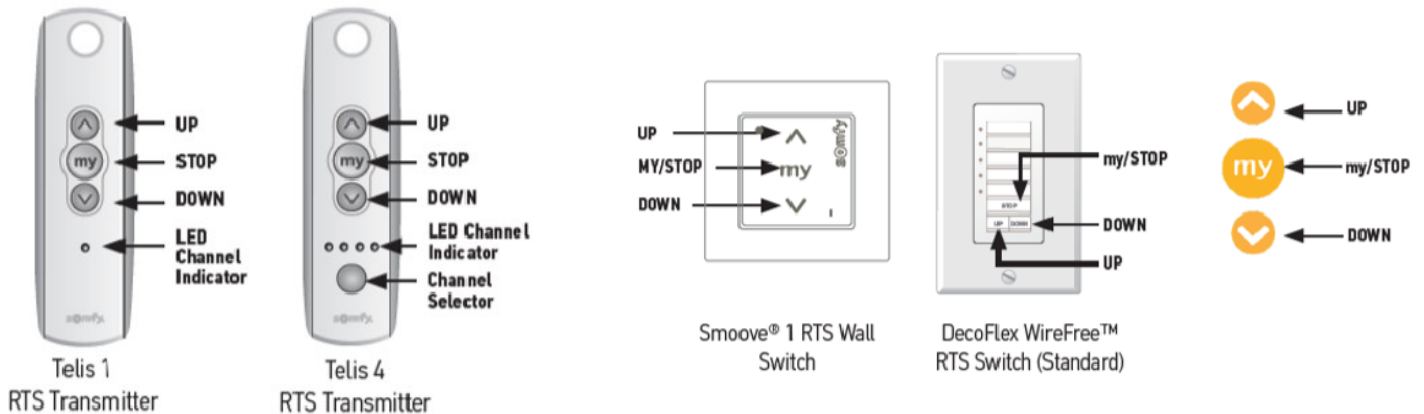 my
UP
STOP
DOWN
LED
Channel
Indicator
somfy.
Telis 1
RTS Transmitter
my
UP
STOP
DOWN
LED Channel
Indicator
Channel
Selector
somfy.
Telis 4
RTS Transmitter
UP
MY/STOP
DOWN
my
somfy
I
Smoove® 1 RTS Wall
Switch
STOP
UP DOWN
my/STOP
DOWN
UP
DecoFlex WireFree™
RTS Switch (Standard)
my
UP
my/STOP
DOWN